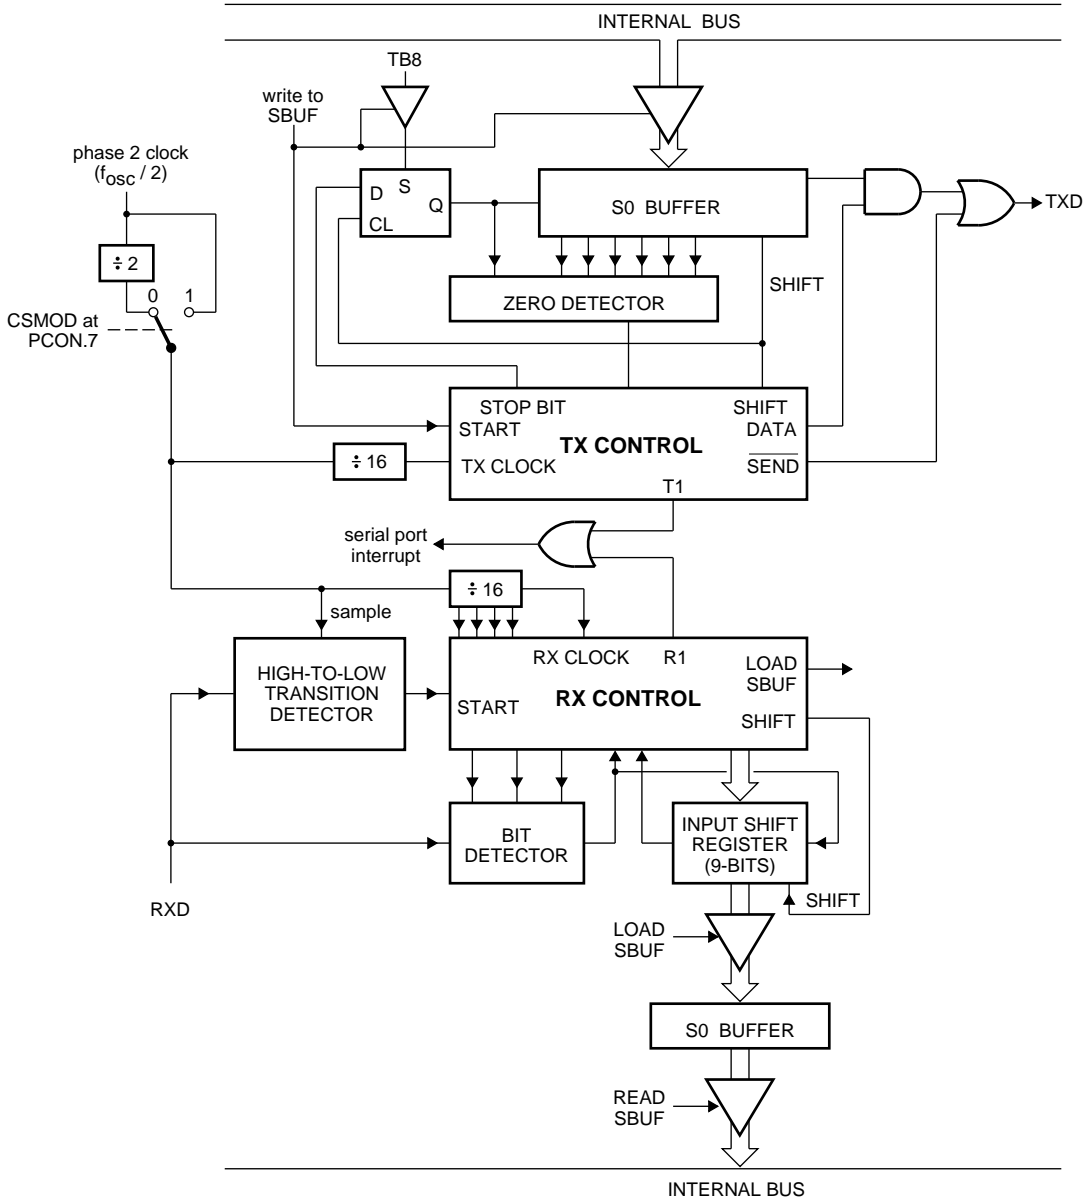 INTERNAL BUS
TB8
write to
SBUF
phase 2 clock
(fosc / 2)
÷ 2
0 1
CSMOD at
PCON.7
D S Q
CL
S0 BUFFER
TXD
ZERO DETECTOR
SHIFT
STOP BIT
START
TX CONTROL
SHIFT
DATA
÷ 16
TX CLOCK
SEND
T1
serial port
interrupt
÷ 16
sample
HIGH-TO-LOW
TRANSITION
DETECTOR
RX CLOCK
R1
LOAD
SBUF
START
RX CONTROL
SHIFT
BIT
DETECTOR
INPUT SHIFT
REGISTER
(9-BITS)
RXD
SHIFT
LOAD
SBUF
S0 BUFFER
READ
SBUF
INTERNAL BUS